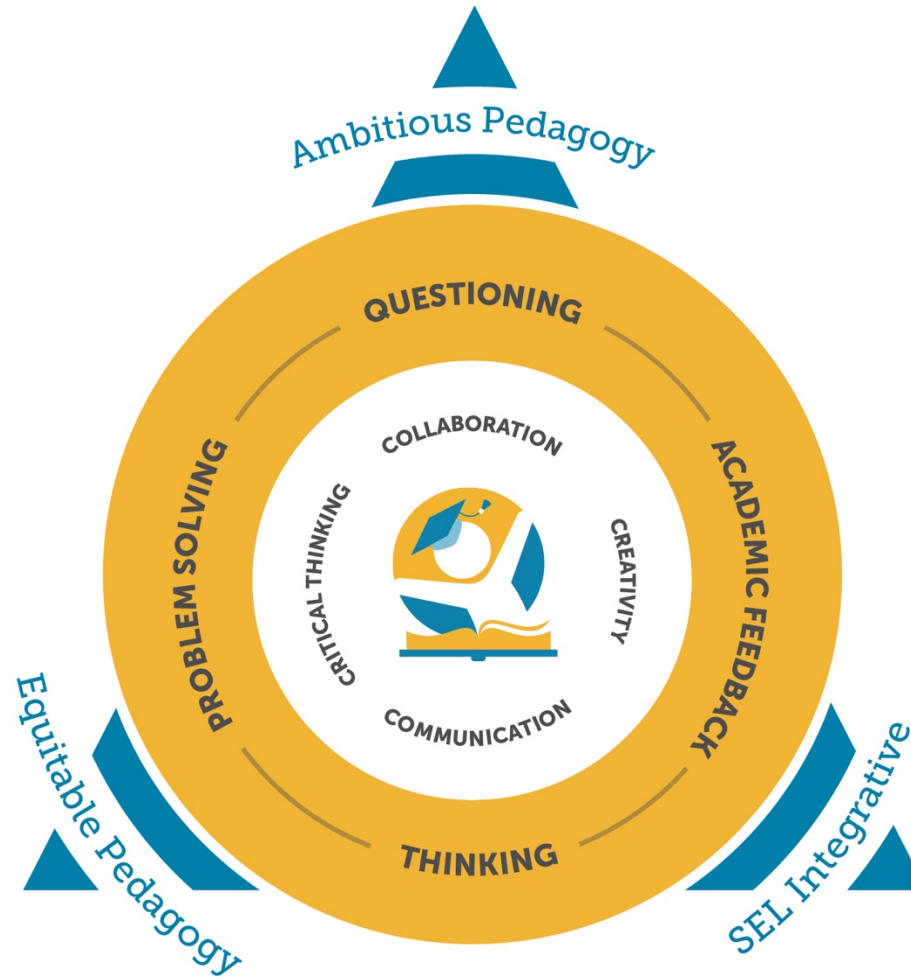 Ambitious Pedagogy
QUESTIONING
COLLABORATION
PROBLEM SOLVING
CRITICAL THINKING
CREATIVITY
ACADEMIC FEEDBACK
COMMUNICATION
THINKING
Equitable Pedagogy
SEL Integrative